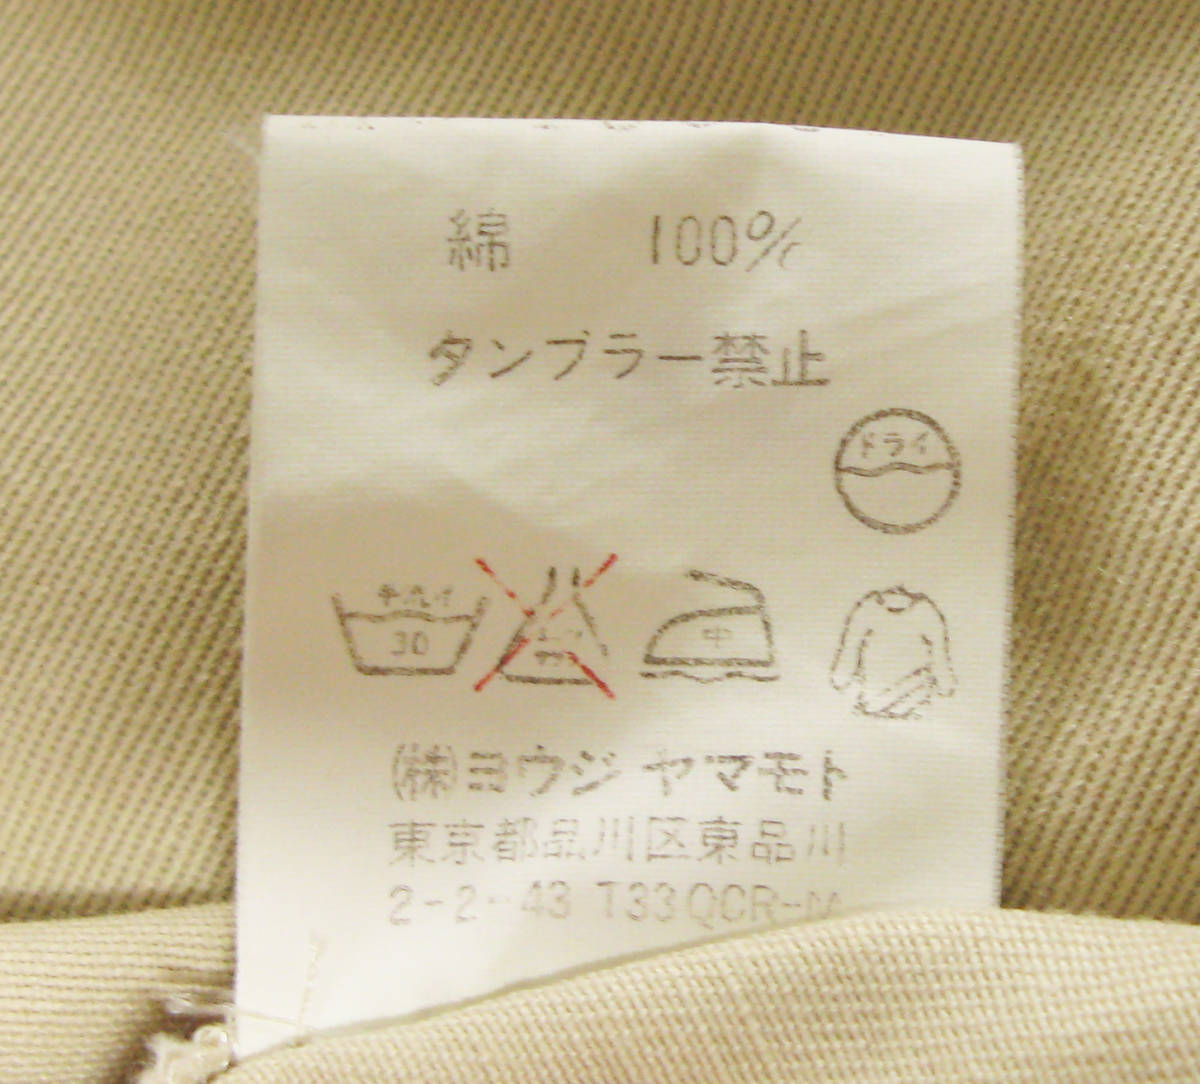 綿 100%
タンブラー禁止
ドライ
手洗イ
30
中
㈱ヨウジ ヤマモト
東京都品川区東品川
2-2-43 T33QCR-M